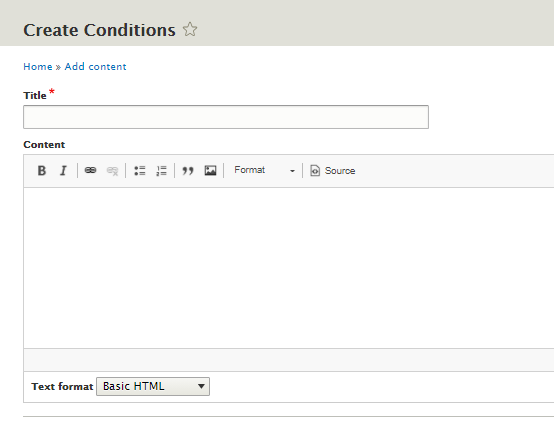 Create Conditions
Home » Add content
Title *
Content
B I Format Source
Text format Basic HTML